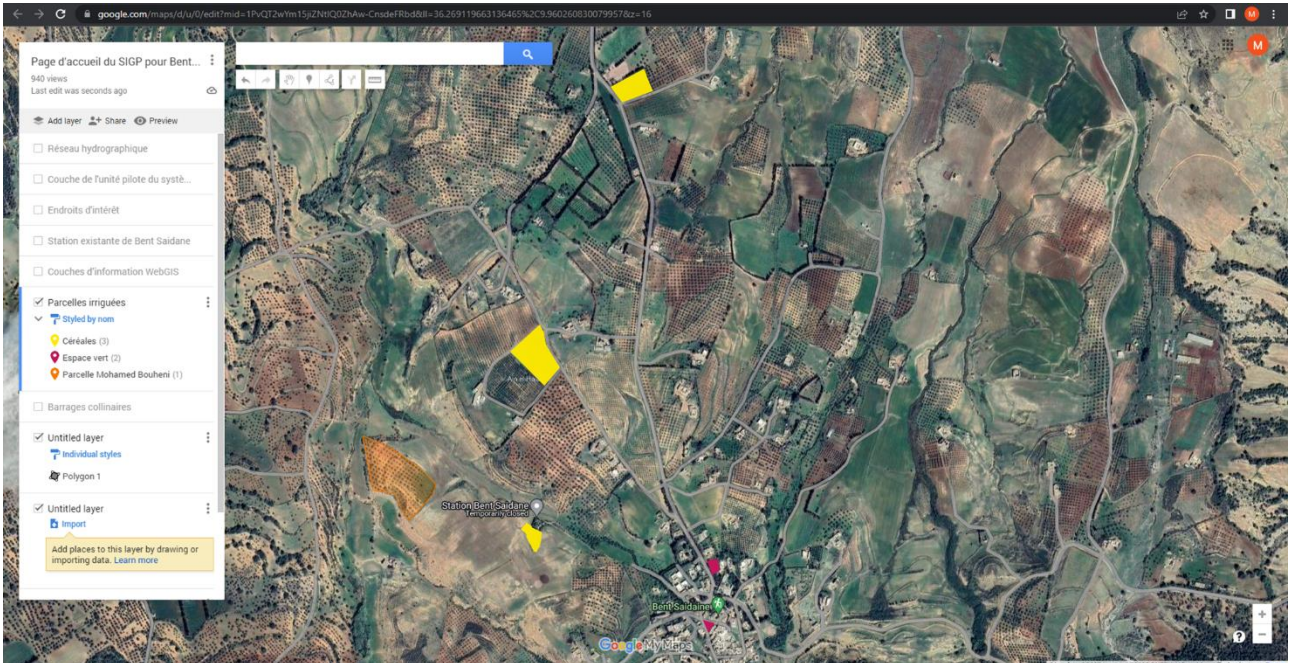 google.com/maps/d/u/0/edit?mid=1PvQT2wYm15jiZNtIQ0ZhAw-CnsdeFRbd&ll=36.269119663136465%2C9.960260830079957&z=16
M
Page d'accueil du SIGP pour Bent...
940 views
Last edit was seconds ago
Add layer Share Preview
Réseau hydrographique
Couche de l'unité pilote du systè...
Endroits d'intérêt
Station existante de Bent Saidane
Couches d'information WebGIS
Parcelles irriguées
Styled by nom
Céréales (3)
Espace vert (2)
Parcelle Mohamed Bouheni (1)
Barrages collinaires
Untitled layer
Individual styles
Polygon 1
Untitled layer
Import
Add places to this layer by drawing or
importing data. Learn more
M
Station Bent Saidane
Temporarily closed
Bent Saidaine
Google My Maps
+
?
−